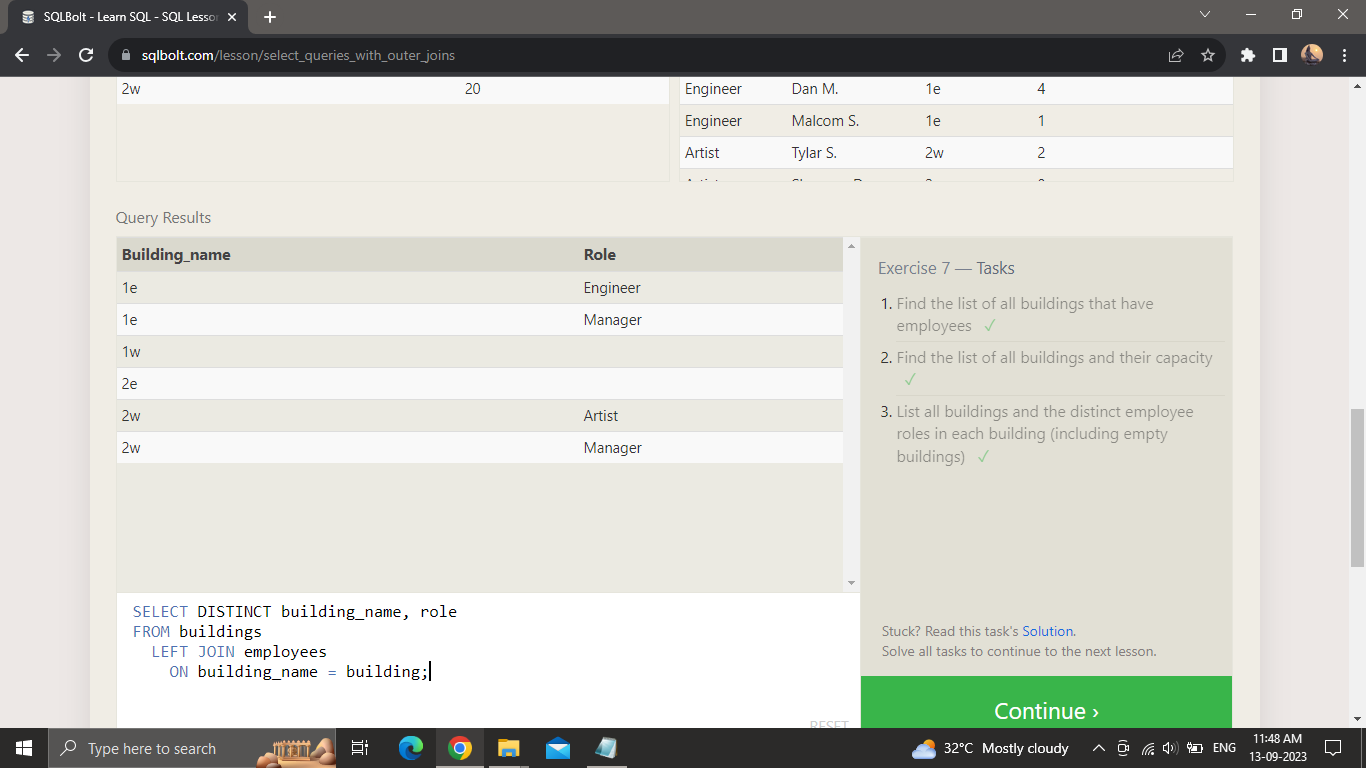 SQLBolt - Learn SQL - SQL Lesson
sqlbolt.com/lesson/select_queries_with_outer_joins
2w 20
Engineer Dan M. 1e 4
Engineer Malcom S. 1e 1
Artist Tylar S. 2w 2
Query Results
Building_name Role
1e Engineer
1e Manager
1w
2e
2w Artist
2w Manager
Exercise 7 — Tasks
1. Find the list of all buildings that have
employees ✓
2. Find the list of all buildings and their capacity
✓
3. List all buildings and the distinct employee
roles in each building (including empty
buildings) ✓
SELECT DISTINCT building_name, role
FROM buildings
LEFT JOIN employees
ON building_name = building;
Stuck? Read this task's Solution.
Solve all tasks to continue to the next lesson.
RESET
Continue ›
Type here to search
32°C Mostly cloudy
ENG
11:48 AM
13-09-2023